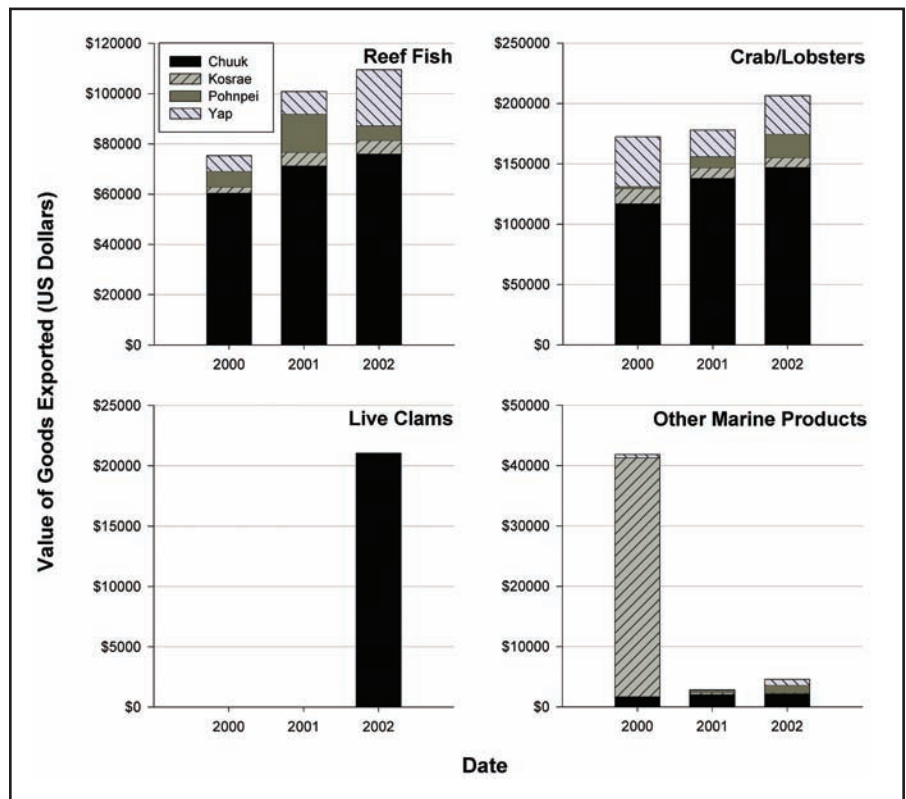 Value of Goods Exported (US Dollars)
Reef Fish
Chuuk
Kosrae
Pohnpei
Yap
$120000
$100000
$80000
$60000
$40000
$20000
$0
2000 2001 2002
Crab/Lobsters
$250000
$200000
$150000
$100000
$50000
$0
2000 2001 2002
Live Clams
$25000
$20000
$15000
$10000
$5000
$0
2000 2001 2002
Other Marine Products
$50000
$40000
$30000
$20000
$10000
$0
2000 2001 2002
Date